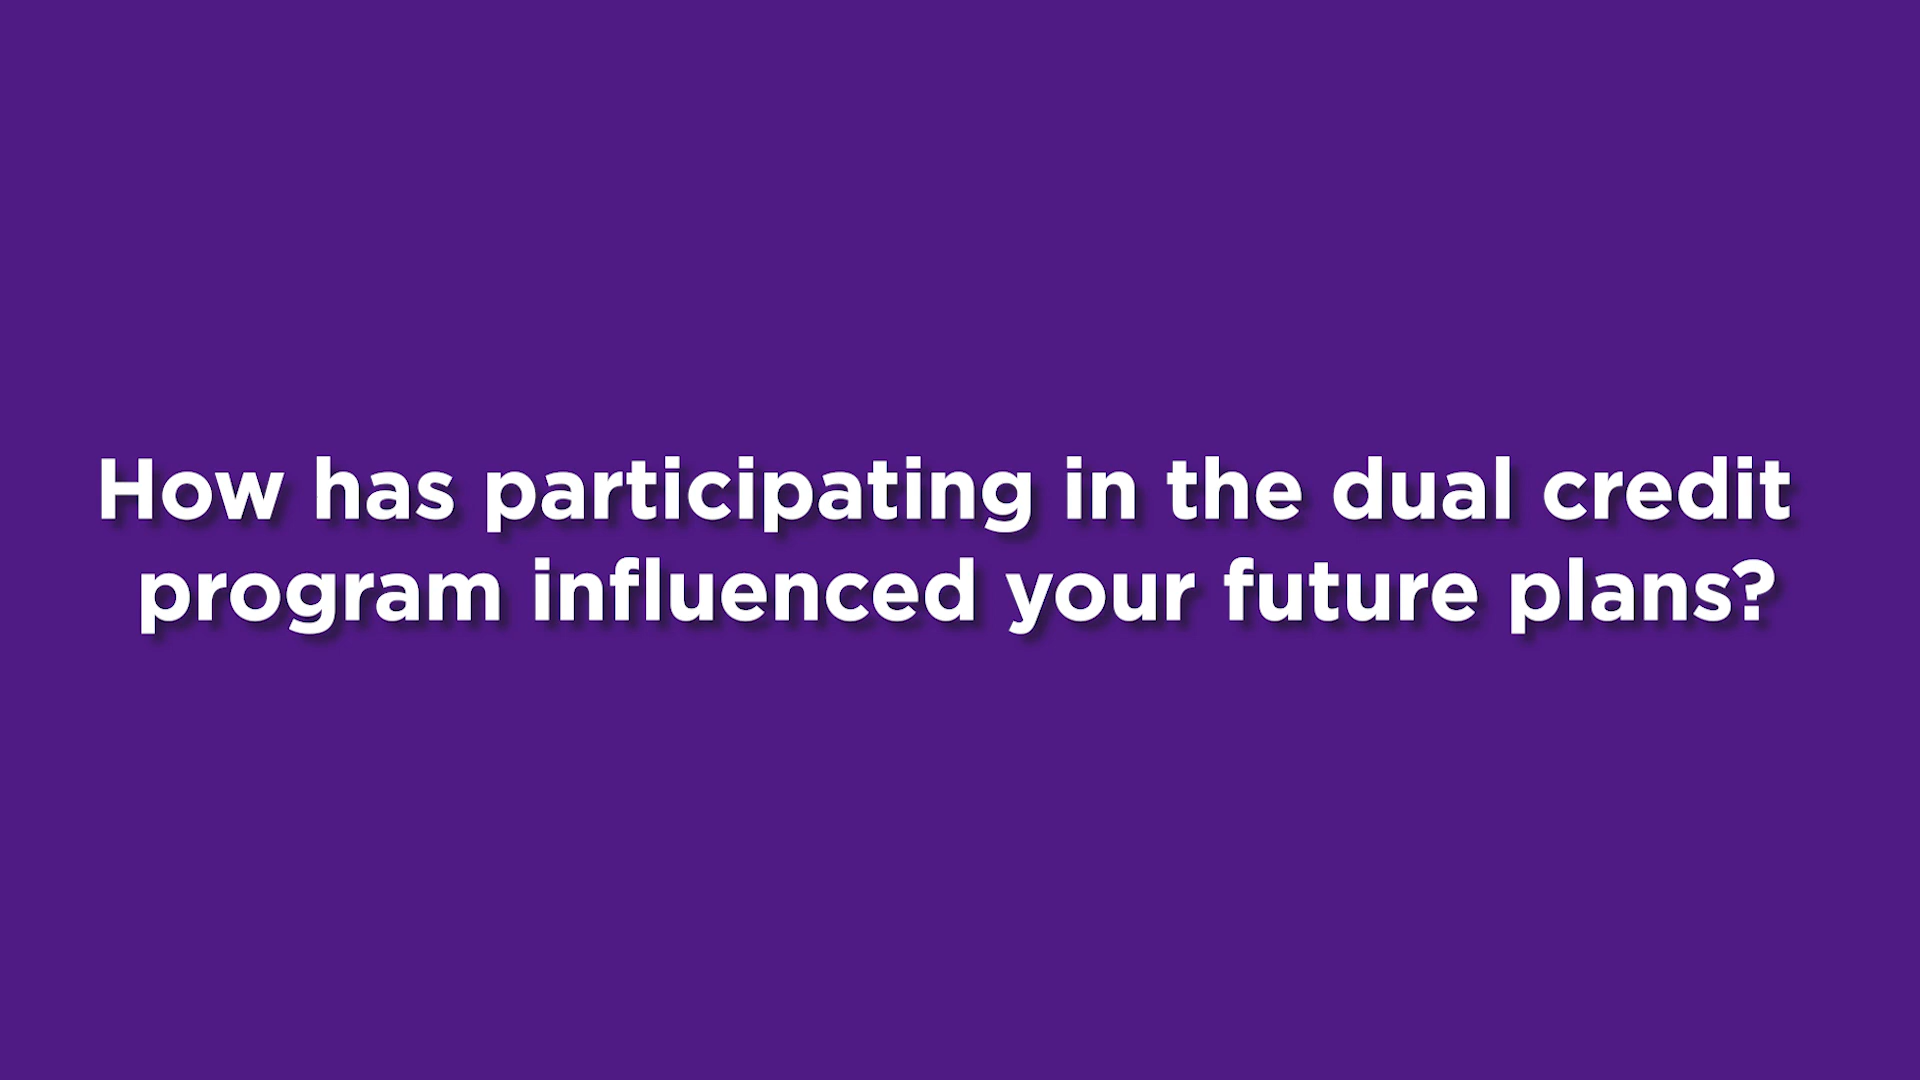 How has participating in the dual credit
program influenced your future plans?